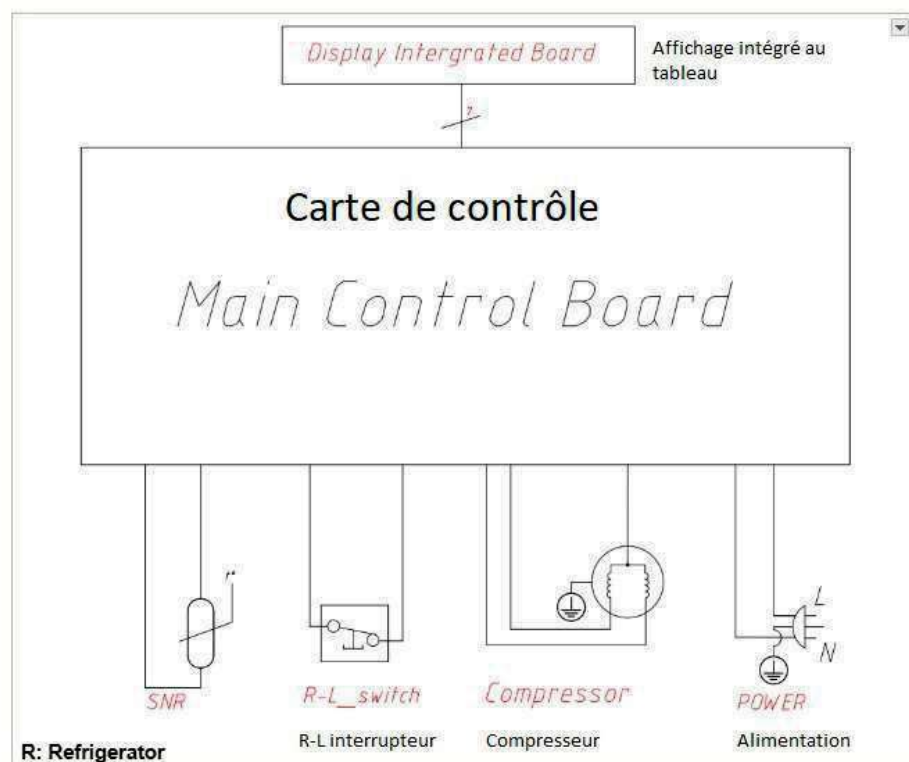 Display Intergrated Board
Affichage intégré au
tableau
7
Carte de contrôle
Main Control Board
r
L
N
SNR
R-L_switch
Compressor
POWER
R-L interrupteur
Compresseur
Alimentation
R: Refrigerator